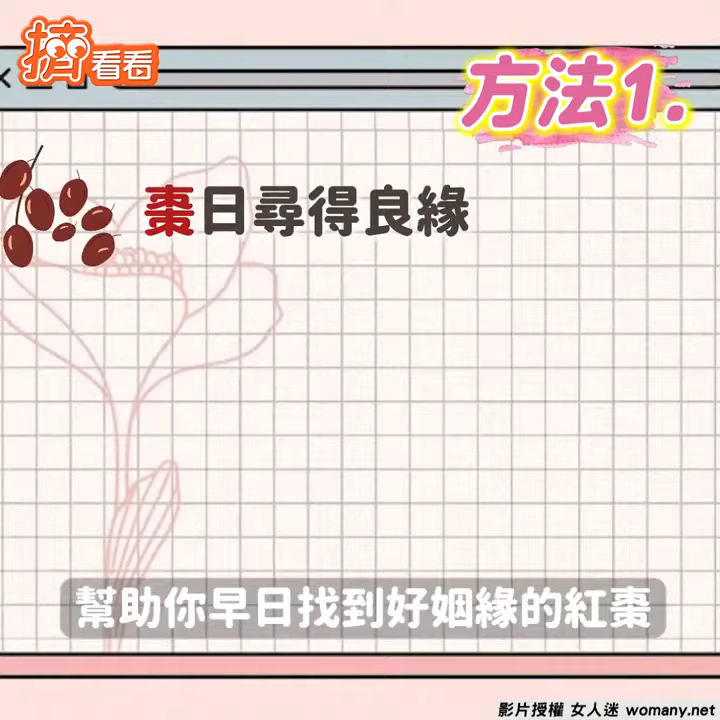 摘看看
方法1.
棗日尋得良緣
幫助你早日找到好姻緣的紅棗
影片授權 女人迷 womany.net